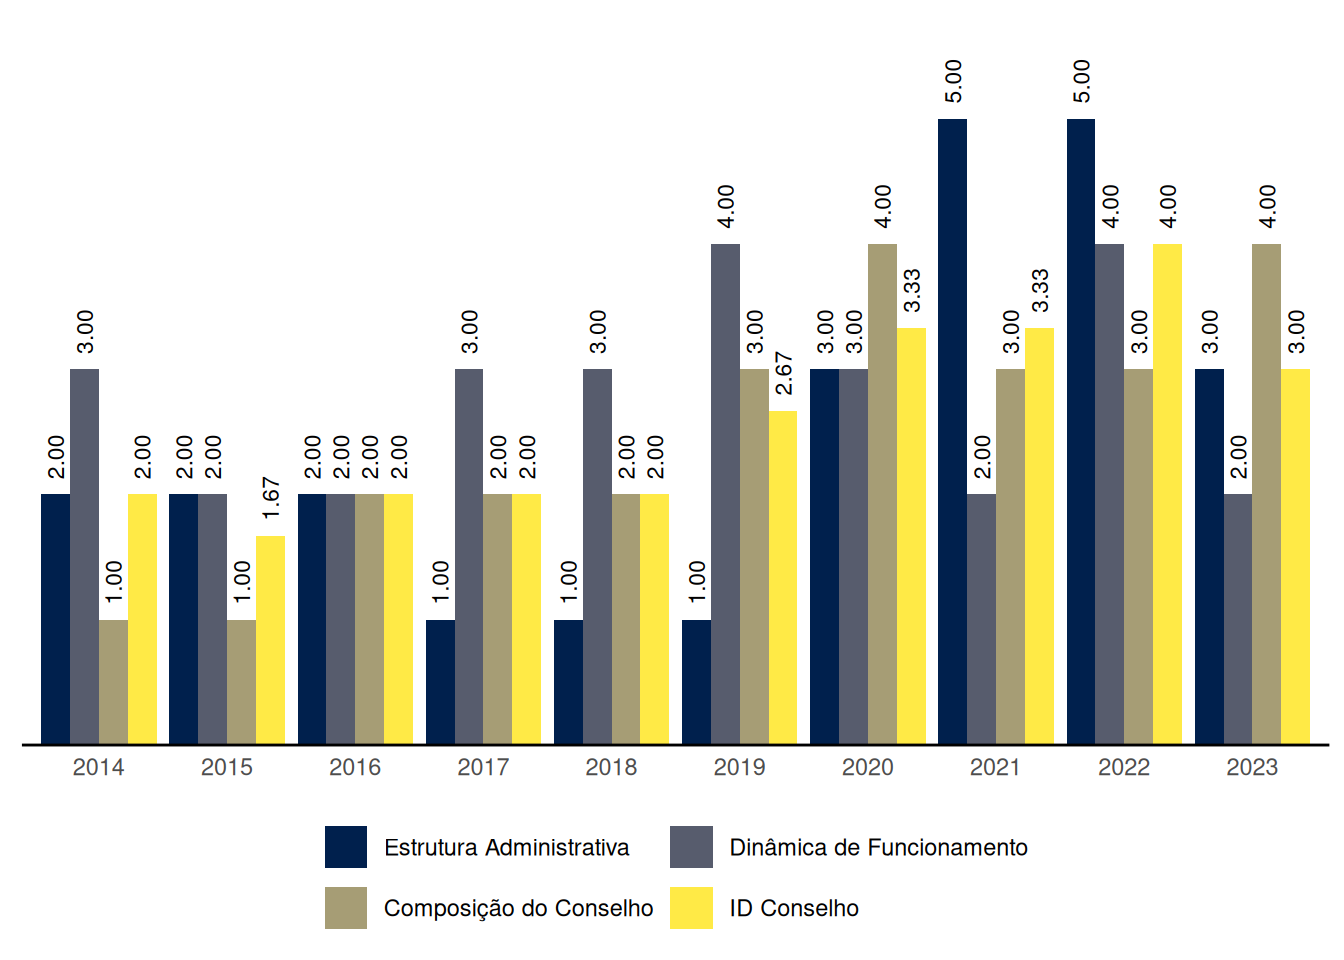 5.00 5.00
4.00 4.00 4.00 4.00 4.00
3.33 3.33
3.00 3.00 3.00 3.00 3.00 3.00 3.00 3.00 3.00 3.00
2.67
2.00 2.00 2.00 2.00 2.00 2.00 2.00 2.00 2.00 2.00 2.00 2.00 2.00 2.00
1.67
1.00 1.00 1.00 1.00 1.00
2014 2015 2016 2017 2018 2019 2020 2021 2022 2023
Estrutura Administrativa Dinâmica de Funcionamento
Composição do Conselho ID Conselho